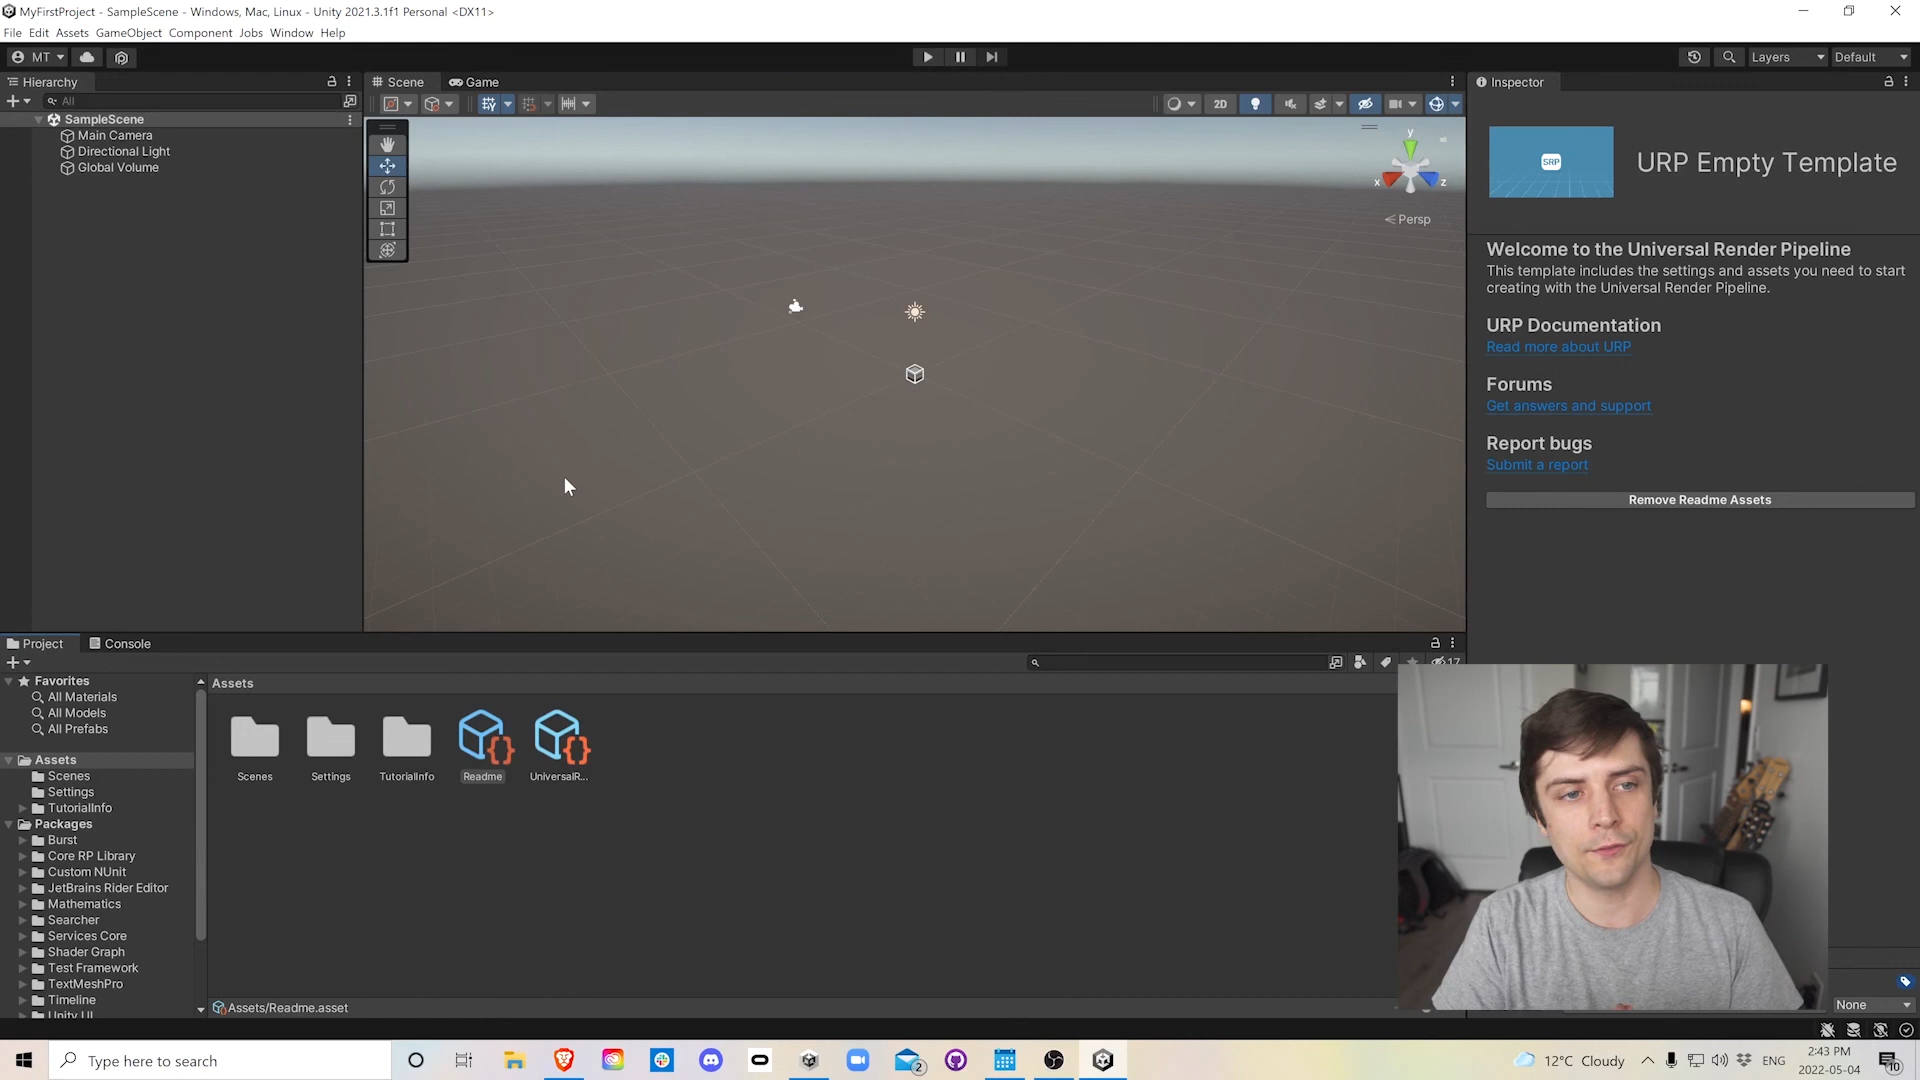 MyFirstProject - SampleScene - Windows, Mac, Linux - Unity 2021.3.1f1 Personal <DX11>
File Edit Assets GameObject Component Jobs Window Help
MT
Layers
Default
Hierarchy
All
SampleScene
Main Camera
Directional Light
Global Volume
Scene
Game
2D
y
x
z
Persp
Inspector
SRP
URP Empty Template
Welcome to the Universal Render Pipeline
This template includes the settings and assets you need to start
creating with the Universal Render Pipeline.
URP Documentation
Read more about URP
Forums
Get answers and support
Report bugs
Submit a report
Remove Readme Assets
Project
Console
17
Favorites
All Materials
All Models
All Prefabs
Assets
Scenes
Settings
TutorialInfo
Packages
Burst
Core RP Library
Custom NUnit
JetBrains Rider Editor
Mathematics
Searcher
Services Core
Shader Graph
Test Framework
TextMeshPro
Timeline
Unity UI
Assets
Scenes
Settings
TutorialInfo
Readme
UniversalR...
Assets/Readme.asset
None
Type here to search
2
12°C Cloudy
ENG
2:43 PM
2022-05-04
10